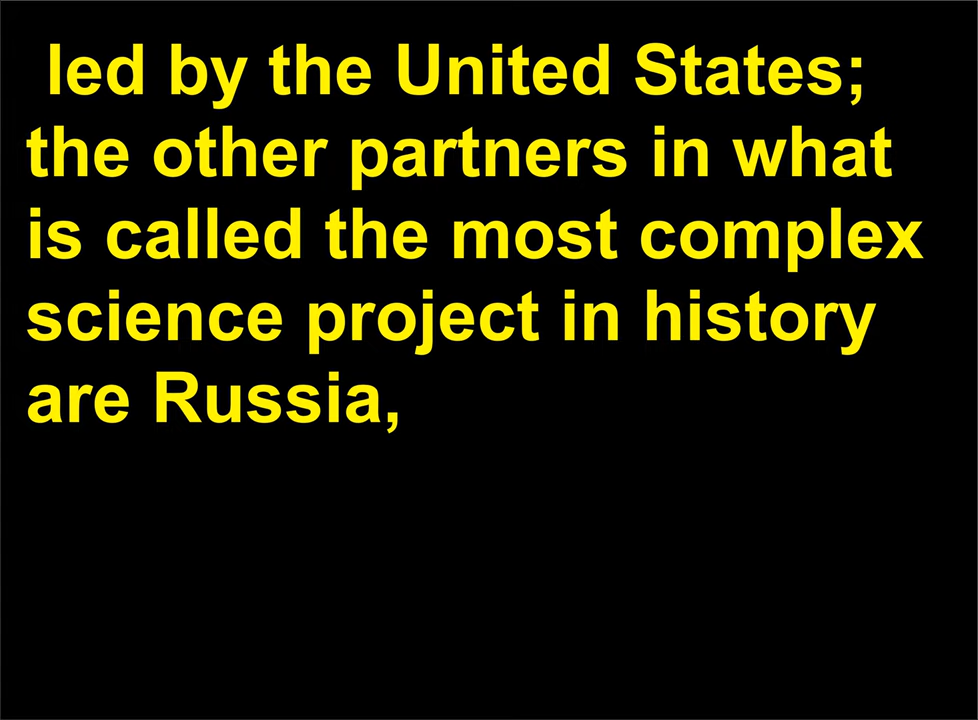 led by the United States;
the other partners in what
is called the most complex
science project in history
are Russia,